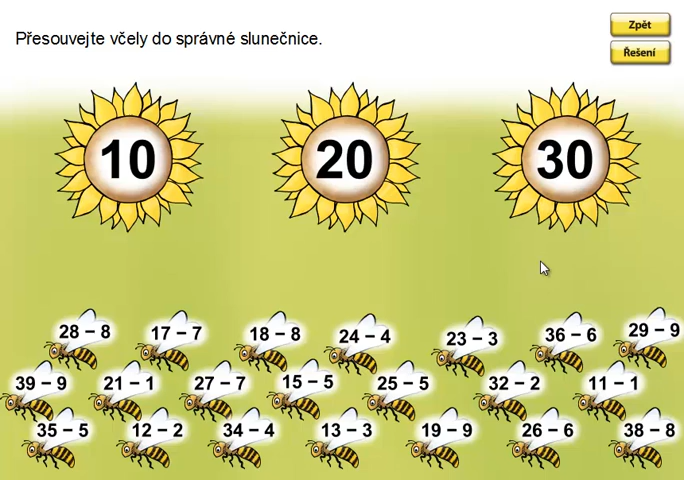 Přesouvejte včely do správné slunečnice.
Zpět
Řešení
10 20 30
28 – 8 17 – 7 18 – 8 24 – 4 23 – 3 36 – 6 29 – 9
39 – 9 21 – 1 27 – 7 15 – 5 25 – 5 32 – 2 11 – 1
35 – 5 12 – 2 34 – 4 13 – 3 19 – 9 26 – 6 38 – 8